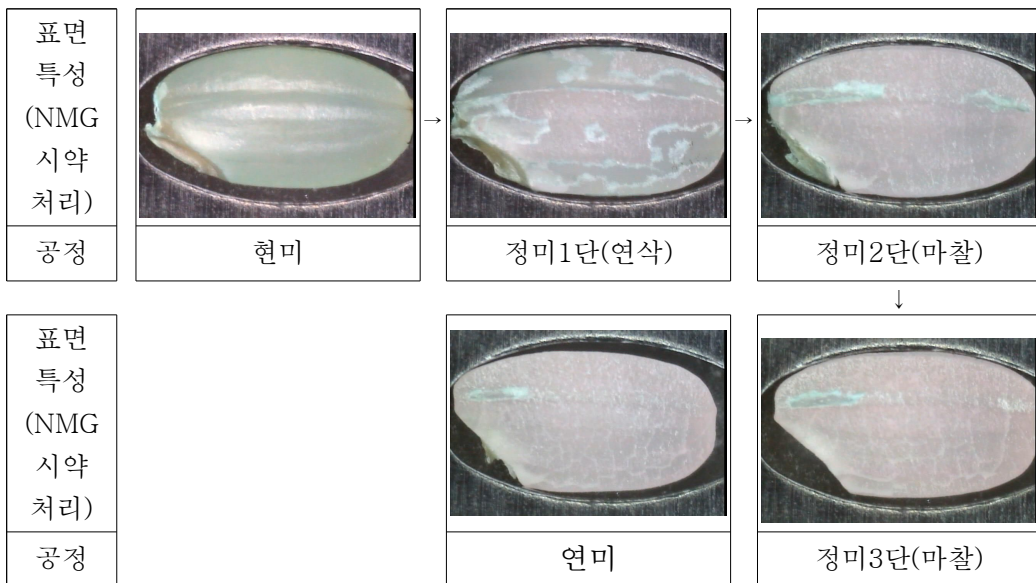 표면
특성
(NMG
시약
처리)
→
→
공정
현미
정미1단(연삭)
정미2단(마찰)
↓
표면
특성
(NMG
시약
처리)
공정
연미
정미3단(마찰)